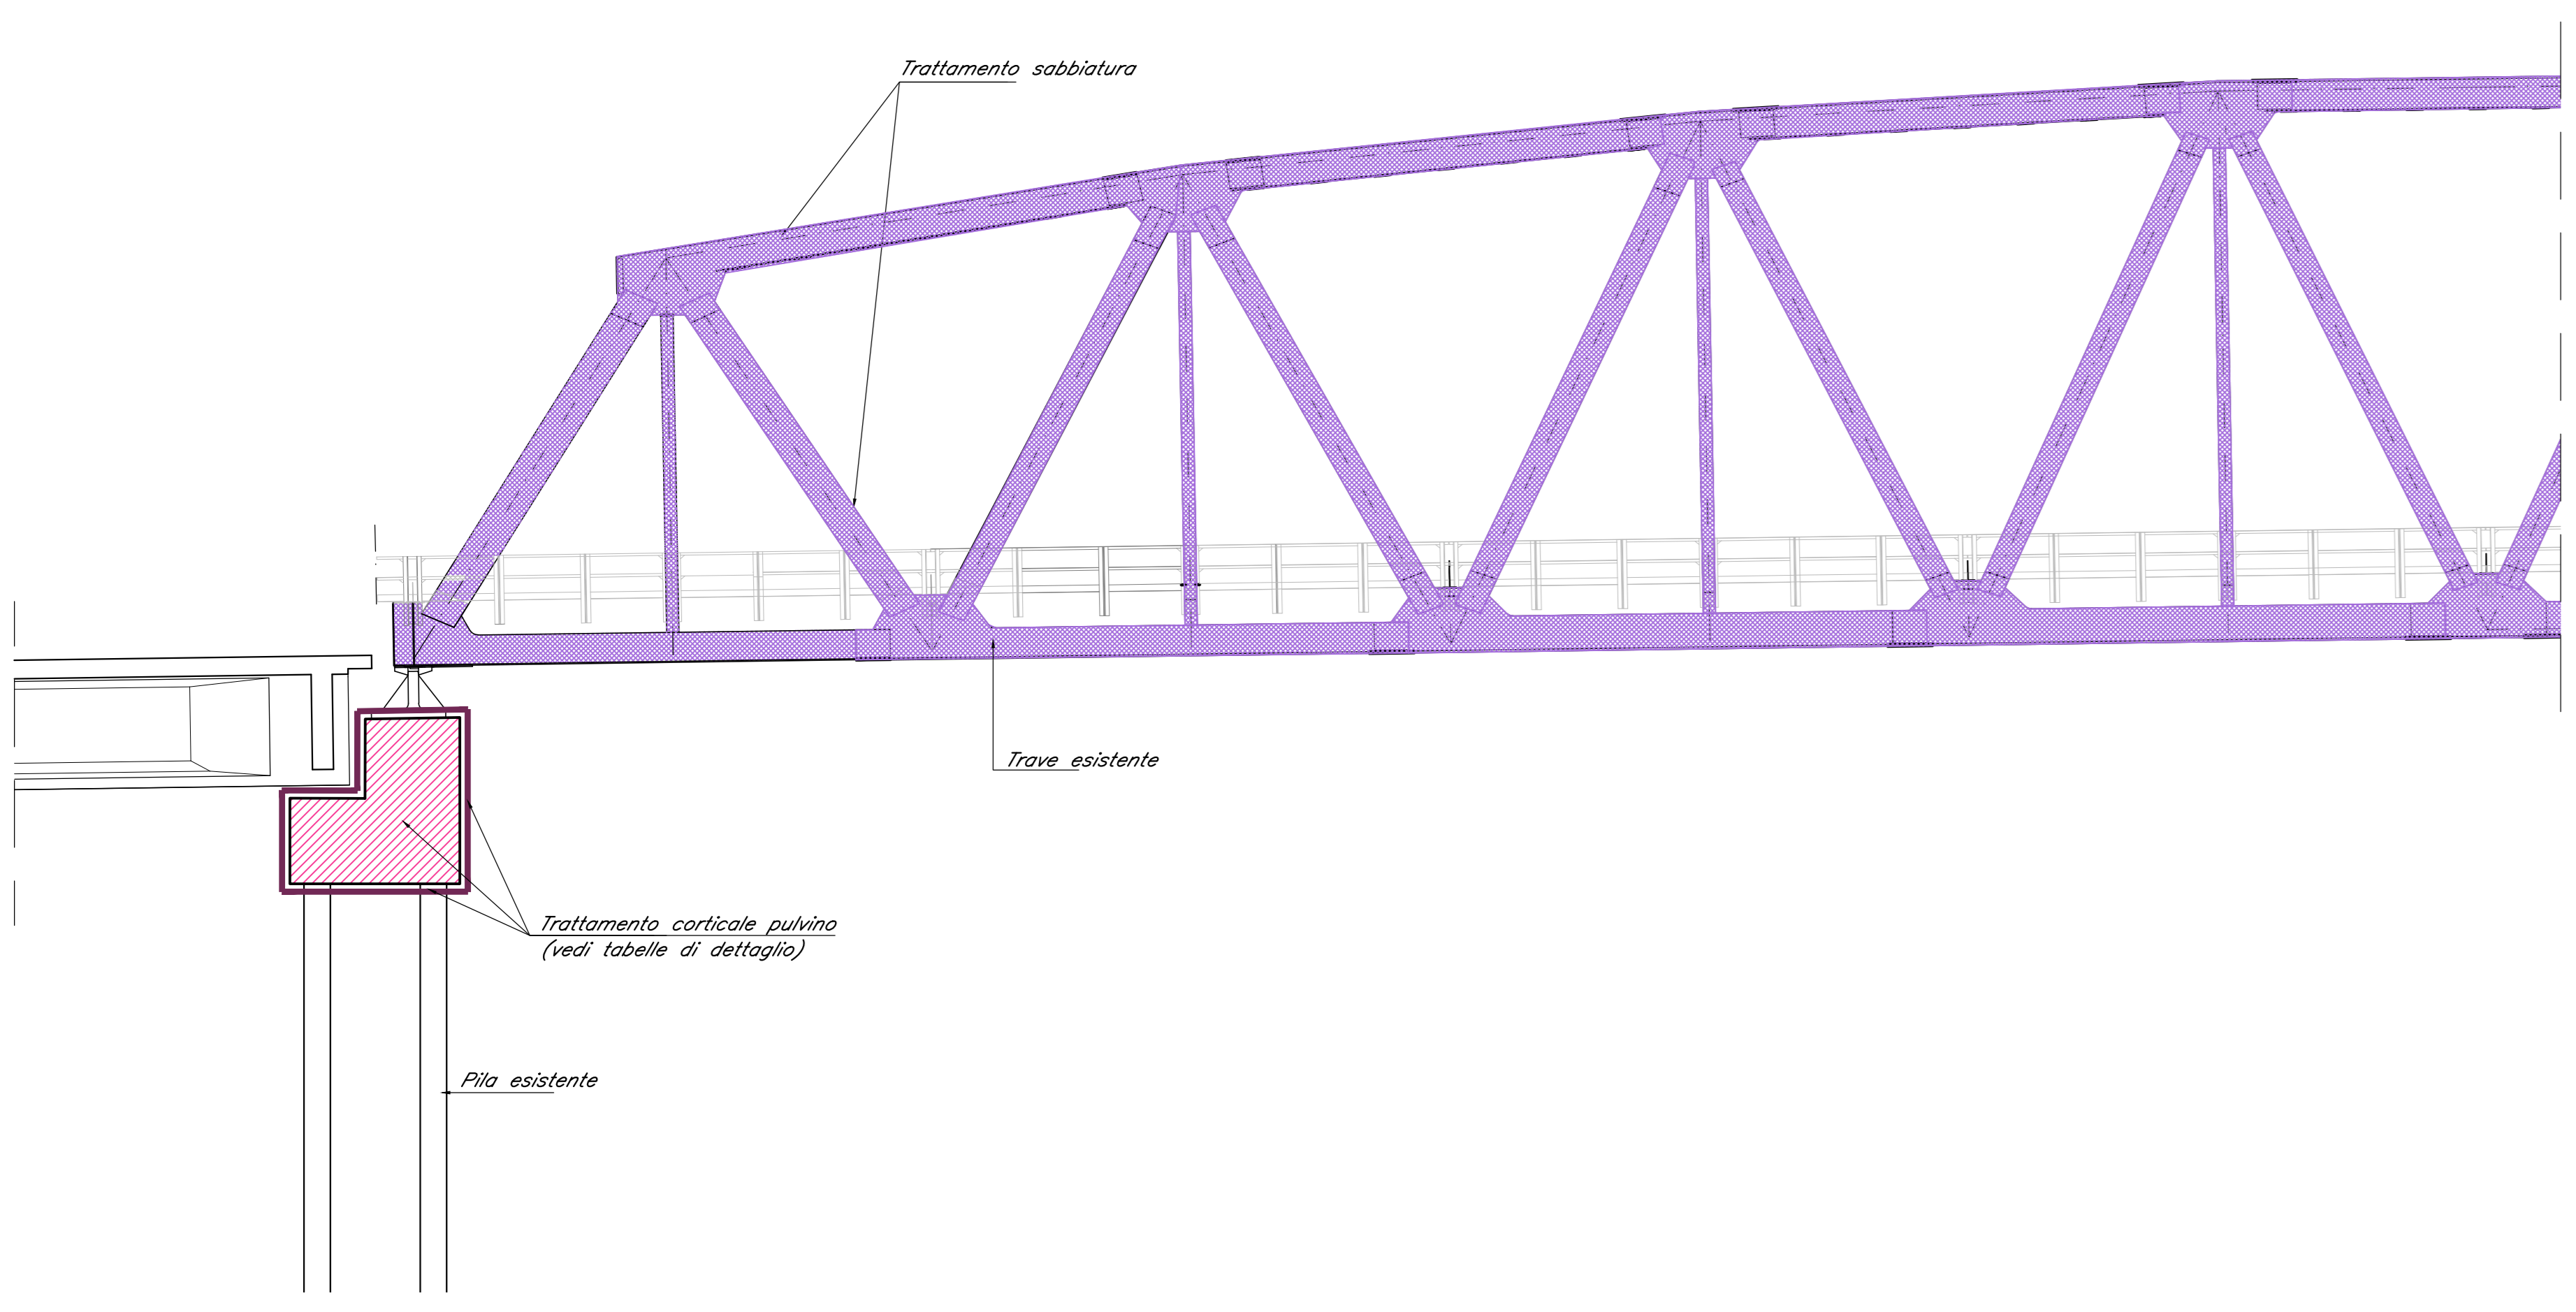 Trattamento sabbiatura
Trave esistente
Trattamento corticale pulvino
(vedi tabelle di dettaglio)
Pila esistente